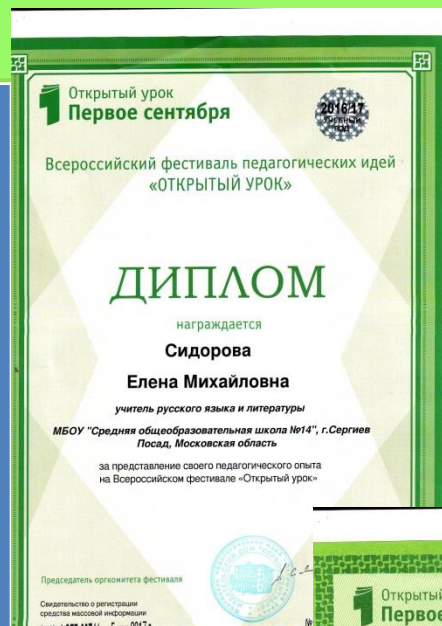 Открытый урок
Первое сентября
2016/17
УЧЕБНЫЙ
ГОД
Всероссийский фестиваль педагогических идей
«ОТКРЫТЫЙ УРОК»
ДИПЛОМ
награждается
Сидорова
Елена Михайловна
учитель русского языка и литературы
МБОУ "Средняя общеобразовательная школа №14", г.Сергиев
Посад, Московская область
за представление своего педагогического опыта
на Всероссийском фестивале «Открытый урок»
Председатель оргкомитета фестиваля
Свидетельство о регистрации
средства массовой информации
№
Открытый
Первое